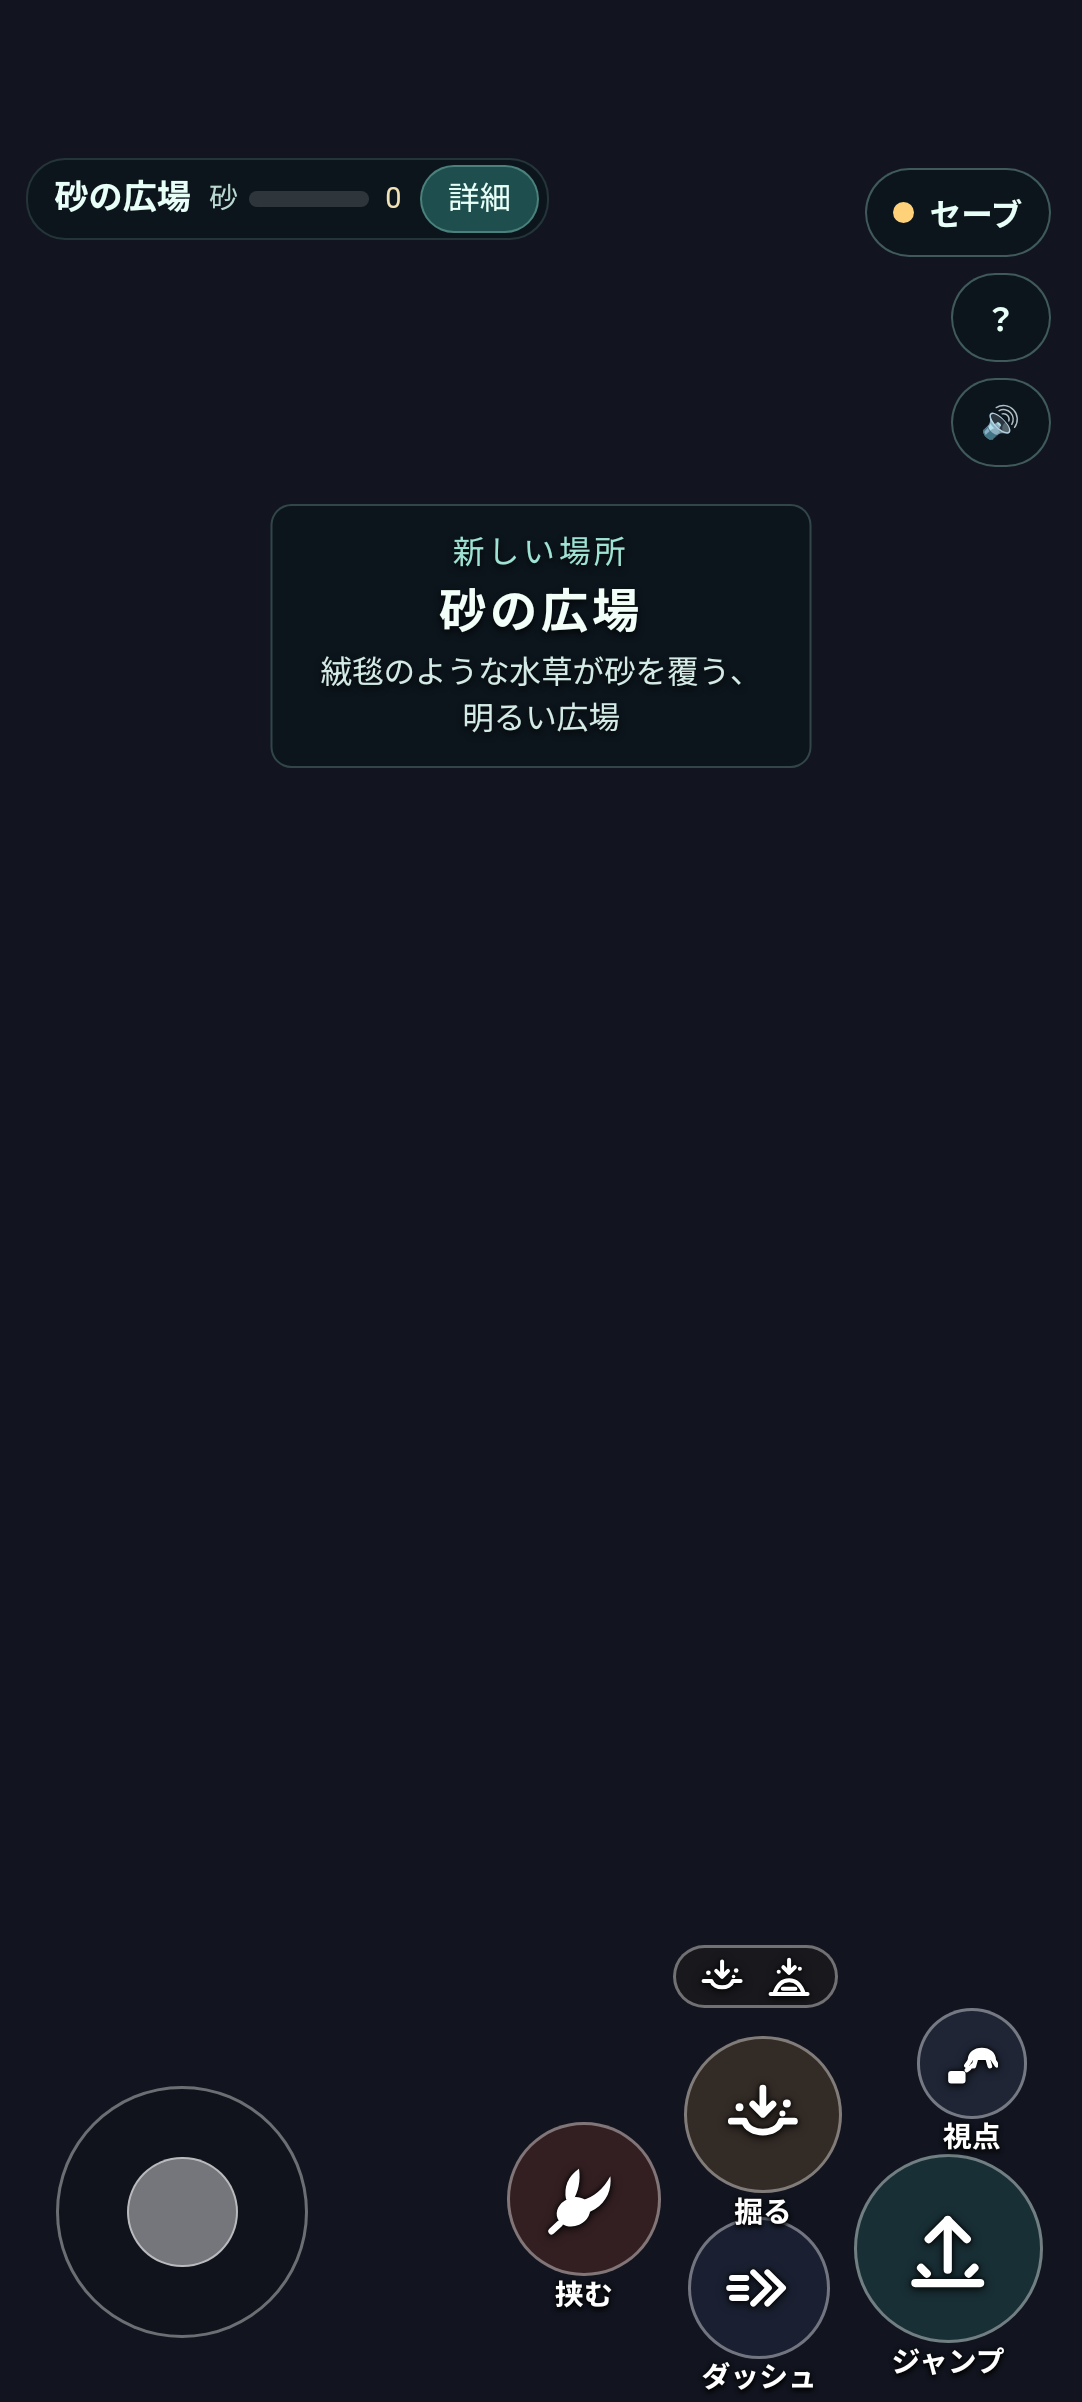 砂の広場 砂 0 詳細
セーブ
?
新しい場所
砂の広場
絨毯のような水草が砂を覆う、
明るい広場
視点
掘る
挟む
ダッシュ
ジャンプ